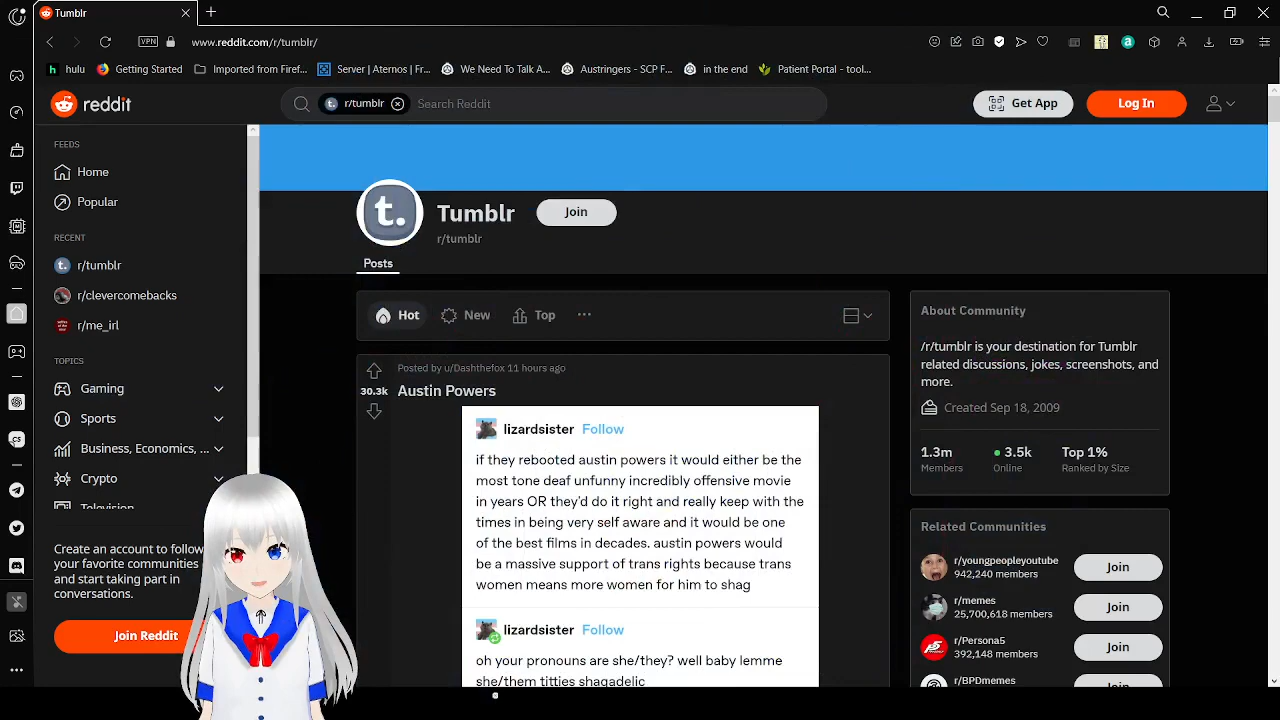 Tumblr
VPN
www.reddit.com/r/tumblr/
h hulu
Getting Started
Imported from Firef...
Server | Aternos | Fr...
We Need To Talk A...
Austringers - SCP F...
in the end
Patient Portal - tool...
reddit
r/tumblr
Search Reddit
Get App
Log In
FEEDS
Home
Popular
RECENT
r/tumblr
r/clevercomebacks
r/me_irl
TOPICS
Gaming
Sports
Business, Economics, ...
Crypto
Television
Create an account to follow
your favorite communities
and start taking part in
conversations.
Join Reddit
t.
Tumblr
Join
r/tumblr
Posts
Hot
New
Top
...
Posted by u/Dashthefox 11 hours ago
30.3k
Austin Powers
lizardsister Follow
if they rebooted austin powers it would either be the
most tone deaf unfunny incredibly offensive movie
in years OR they'd do it right and really keep with the
times in being very self aware and it would be one
of the best films in decades. austin powers would
be a massive support of trans rights because trans
women means more women for him to shag
lizardsister Follow
oh your pronouns are she/they? well baby lemme
she/them titties shagadelic
About Community
/r/tumblr is your destination for Tumblr
related discussions, jokes, screenshots, and
more.
Created Sep 18, 2009
1.3m
Members
3.5k
Online
Top 1%
Ranked by Size
Related Communities
r/youngpeopleyoutube
942,240 members
Join
r/memes
25,700,618 members
Join
r/Persona5
392,148 members
Join
r/BPDmemes
Join